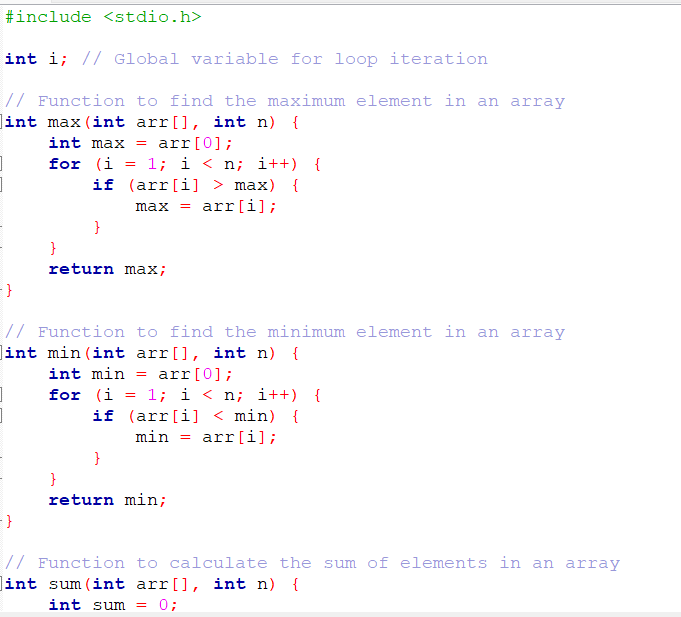 #include <stdio.h>

int i; // Global variable for loop iteration

// Function to find the maximum element in an array
int max(int arr[], int n) {
    int max = arr[0];
    for (i = 1; i < n; i++) {
        if (arr[i] > max) {
            max = arr[i];
        }
    }
    return max;
}

// Function to find the minimum element in an array
int min(int arr[], int n) {
    int min = arr[0];
    for (i = 1; i < n; i++) {
        if (arr[i] < min) {
            min = arr[i];
        }
    }
    return min;
}

// Function to calculate the sum of elements in an array
int sum(int arr[], int n) {
    int sum = 0;